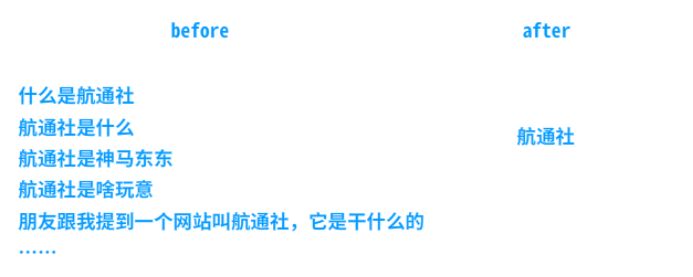 before
after
什么是航通社
航通社是什么
航通社
航通社是神马东东
航通社是啥玩意
朋友跟我提到一个网站叫航通社，它是干什么的
……